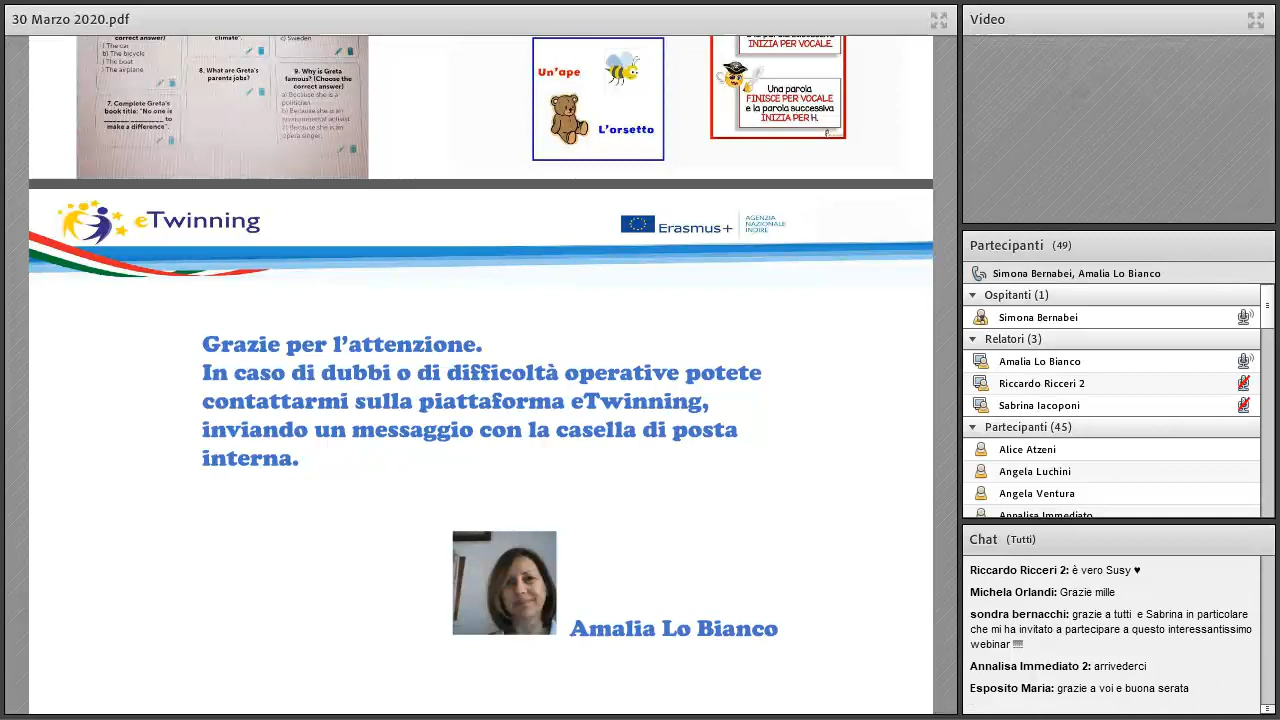 30 Marzo 2020.pdf
correct answer)
) The car
b) The bicycle
) The boat
) The airplane
7. Complete Greta's
book title: "No one is
_______ ________ to
make a difference".
climate".
8. What are Greta's
parents jobs?
c) Sweden
9. Why is Greta
famous? (Choose the
correct answer)
a) Because she is a
politician
b) Because she is an
environmental activist
c) Because she is an
opera singer
Un'ape
L'orsetto
e la parola successiva
INIZIA PER VOCALE.
Una parola
FINISCE PER VOCALE
e la parola successiva
INIZIA PER H.
eTwinning
Erasmus+
AGENZIA
NAZIONALE
INDIRE
Grazie per l'attenzione.
In caso di dubbi o di difficoltà operative potete
contattarmi sulla piattaforma eTwinning,
inviando un messaggio con la casella di posta
interna.
Amalia Lo Bianco
Video
Partecipanti (49)
Simona Bernabei, Amalia Lo Bianco
Ospitanti (1)
Simona Bernabei
Relatori (3)
Amalia Lo Bianco
Riccardo Ricceri 2
Sabrina Iacoponi
Partecipanti (45)
Alice Atzeni
Angela Luchini
Angela Ventura
Annalisa Immediato
Chat (Tutti)
Riccardo Ricceri 2: è vero Susy ♥
Michela Orlandi: Grazie mille
sondra bernacchi: grazie a tutti e Sabrina in particolare
che mi ha invitato a partecipare a questo interessantissimo
webinar !!!!!
Annalisa Immediato 2: arrivederci
Esposito Maria: grazie a voi e buona serata